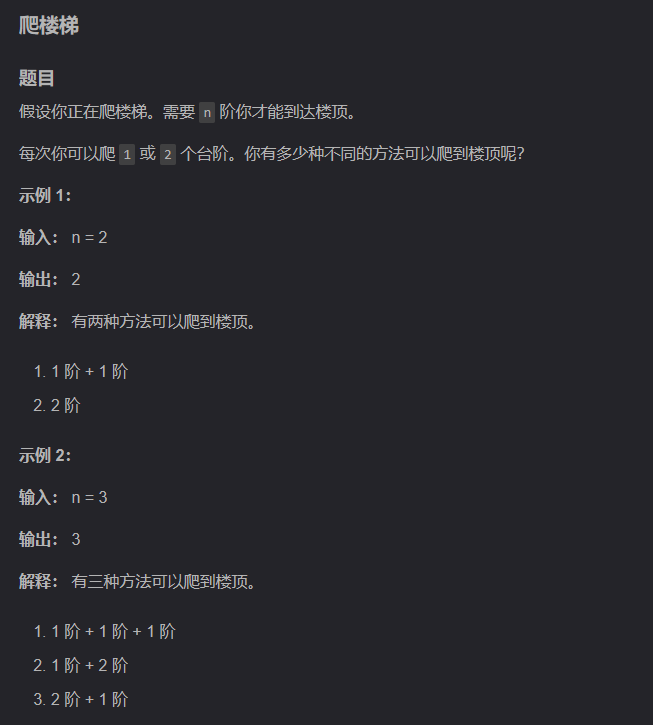 爬楼梯
题目
假设你正在爬楼梯。需要 n 阶你才能到达楼顶。
每次你可以爬 1 或 2 个台阶。你有多少种不同的方法可以爬到楼顶呢？
示例 1：
输入： n = 2
输出： 2
解释： 有两种方法可以爬到楼顶。
1. 1 阶 + 1 阶
2. 2 阶
示例 2：
输入： n = 3
输出： 3
解释： 有三种方法可以爬到楼顶。
1. 1 阶 + 1 阶 + 1 阶
2. 1 阶 + 2 阶
3. 2 阶 + 1 阶